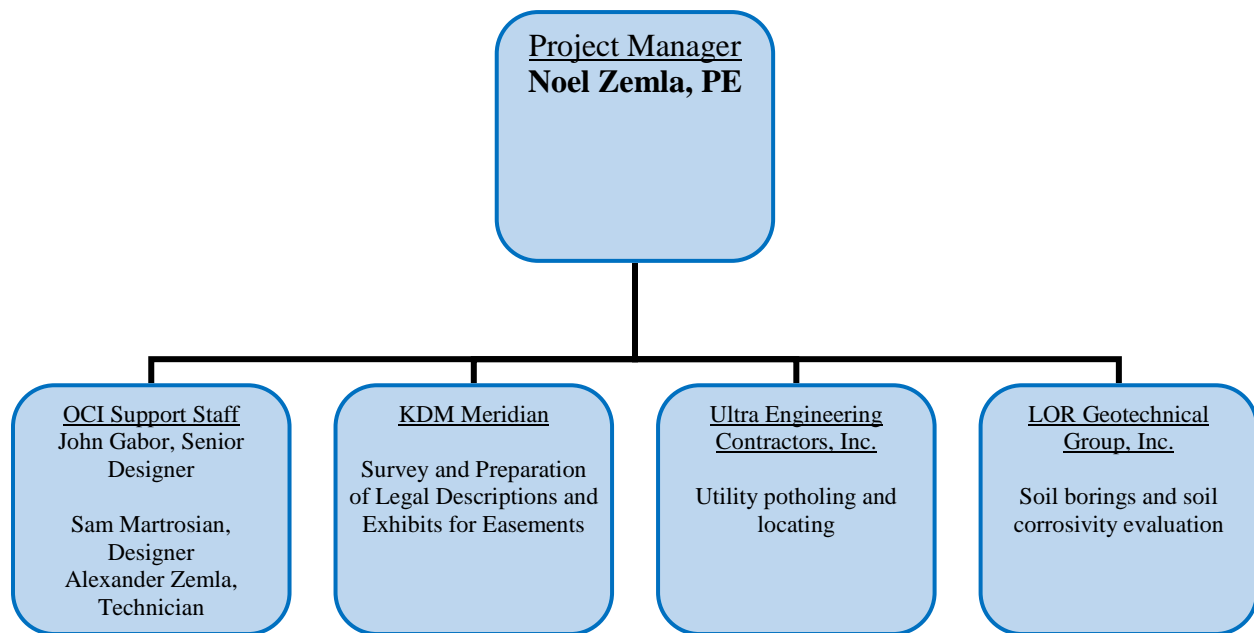 Project Manager
Noel Zemla, PE
OCI Support Staff
John Gabor, Senior
Designer
Sam Martrosian,
Designer
Alexander Zemla,
Technician
KDM Meridian
Survey and Preparation
of Legal Descriptions and
Exhibits for Easements
Ultra Engineering
Contractors, Inc.
Utility potholing and
locating
LOR Geotechnical
Group, Inc.
Soil borings and soil
corrosivity evaluation